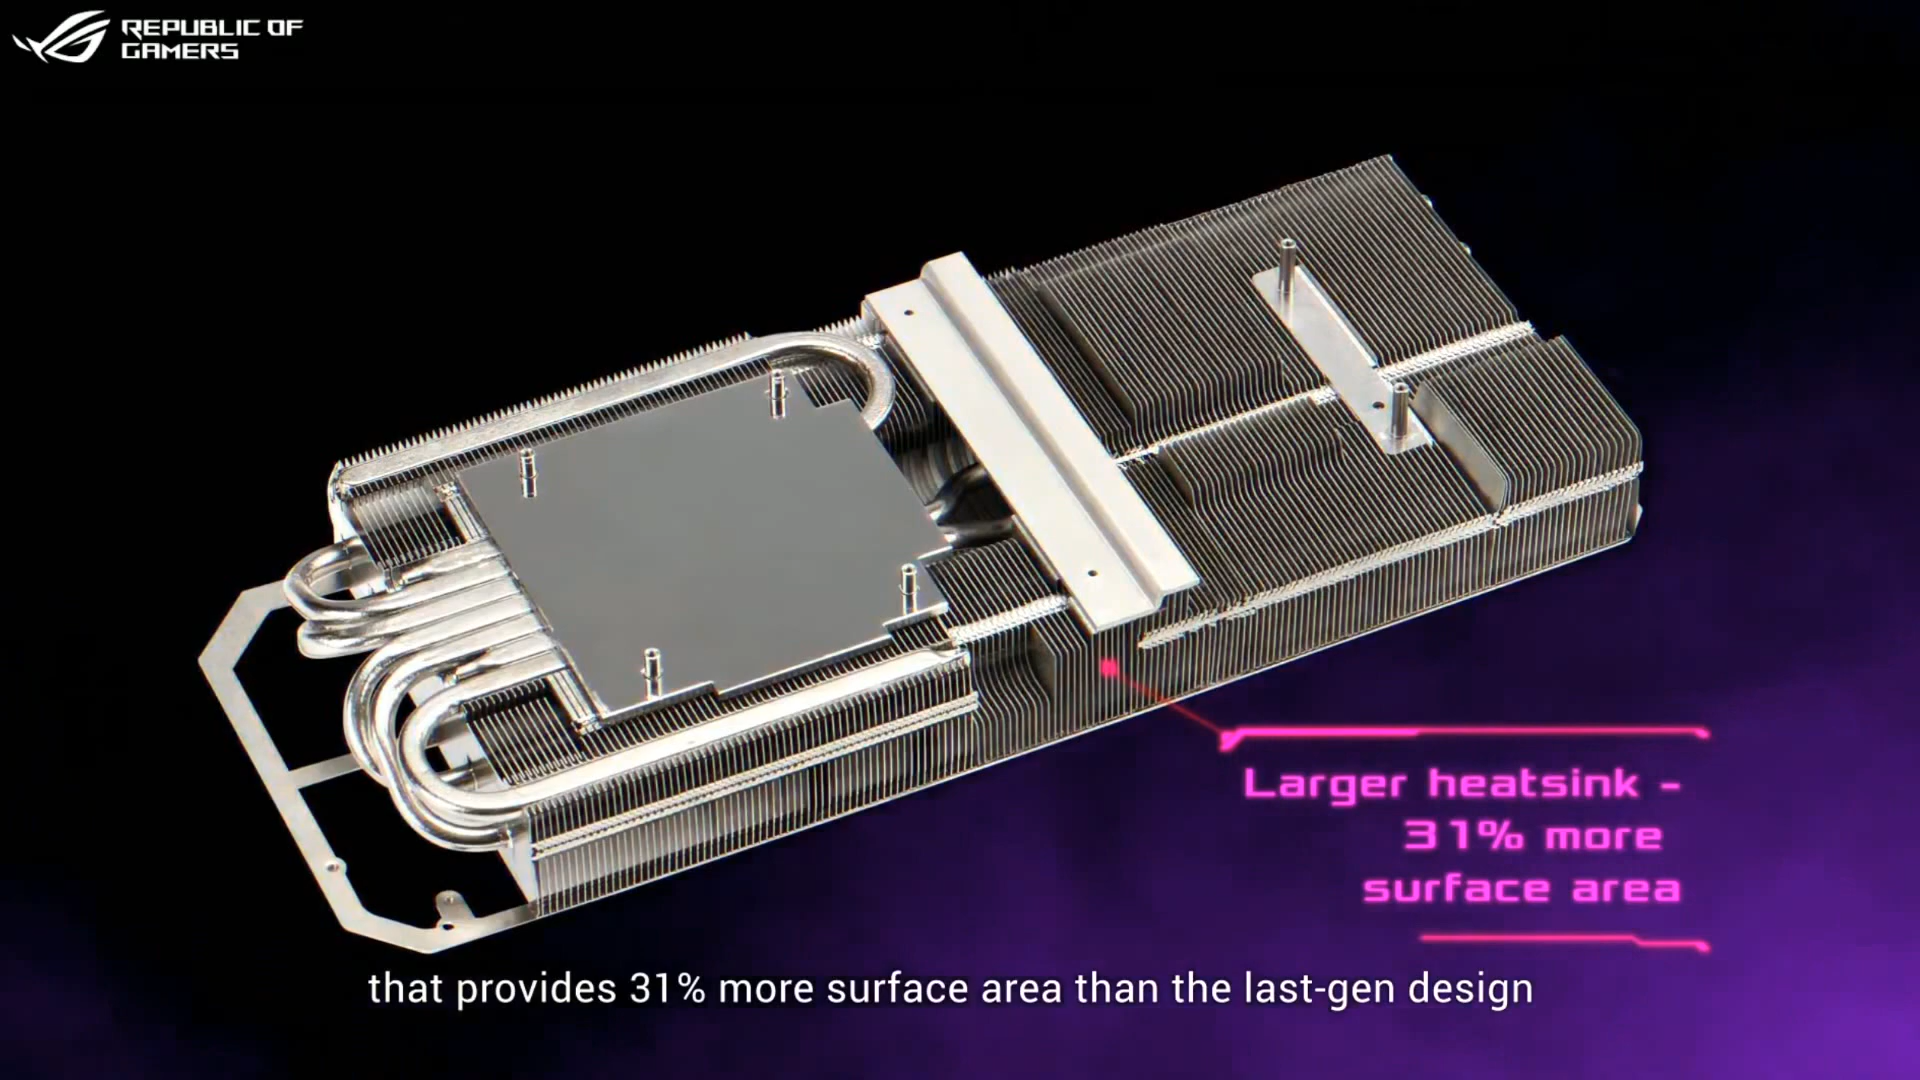 REPUBLIC OF
GAMERS
Larger heatsink -
31% more
surface area
that provides 31% more surface area than the last-gen design